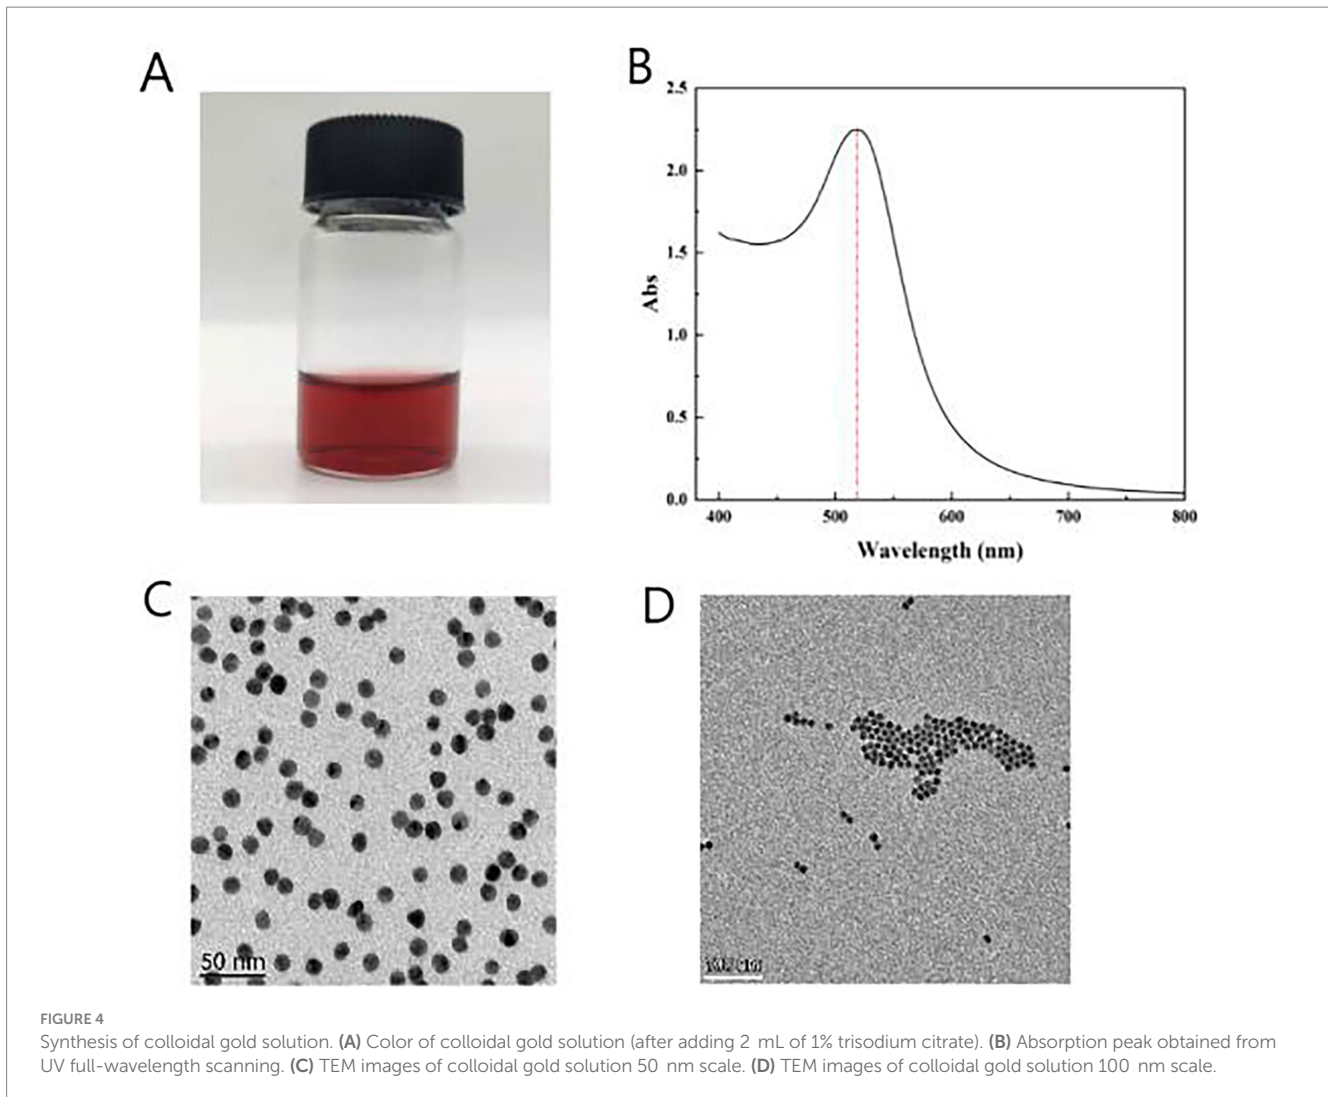 A
B
2.5
2.0
1.5
1.0
0.5
0.0
Abs
400 500 600 700 800
Wavelength (nm)
C
D
50 nm
FIGURE 4
Synthesis of colloidal gold solution. (A) Color of colloidal gold solution (after adding 2 mL of 1% trisodium citrate). (B) Absorption peak obtained from
UV full-wavelength scanning. (C) TEM images of colloidal gold solution 50 nm scale. (D) TEM images of colloidal gold solution 100 nm scale.